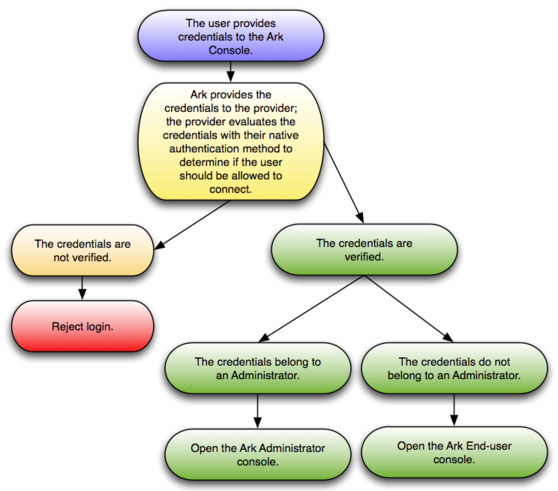 The user provides
credentials to the Ark
Console.
Ark provides the
credentials to the provider;
the provider evaluates the
credentials with their native
authentication method to
determine if the user
should be allowed to
connect.
The credentials are
not verified.
The credentials are
verified.
Reject login.
The credentials belong to
an Administrator.
The credentials do not
belong to an Administrator.
Open the Ark Administrator
console.
Open the Ark End-user
console.